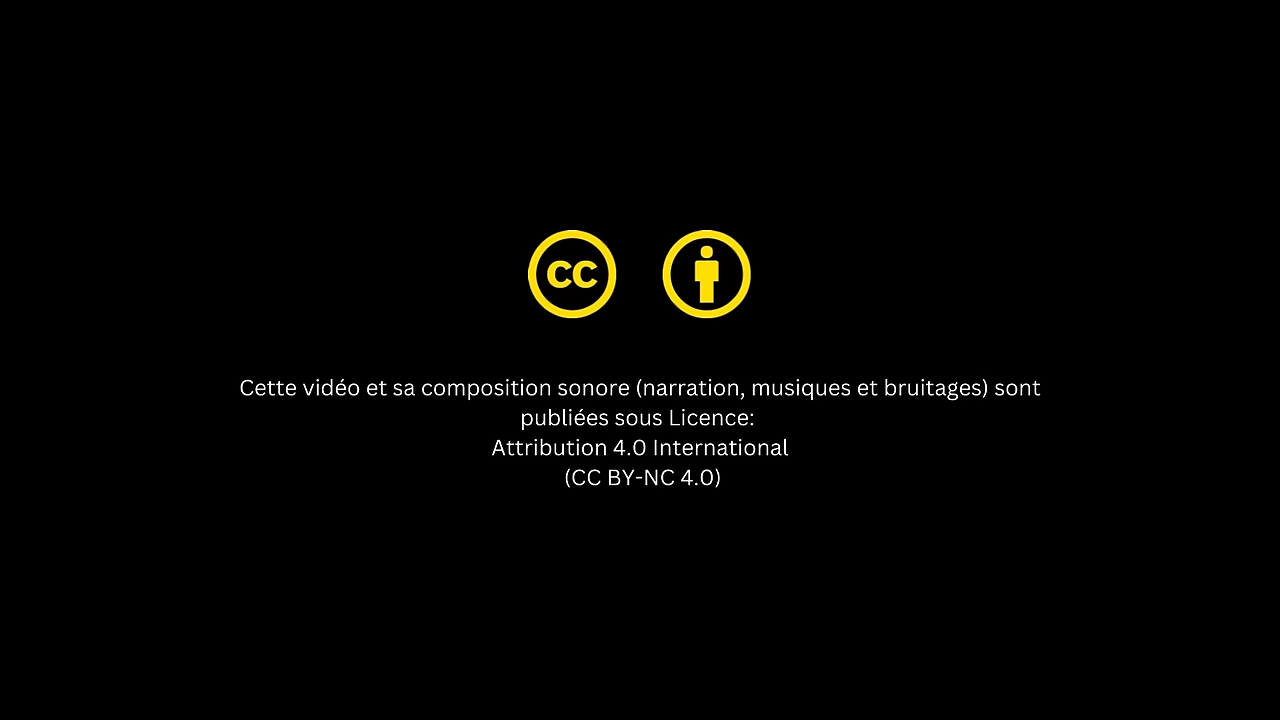 cc
Cette vidéo et sa composition sonore (narration, musiques et bruitages) sont
publiées sous Licence:
Attribution 4.0 International
(CC BY-NC 4.0)